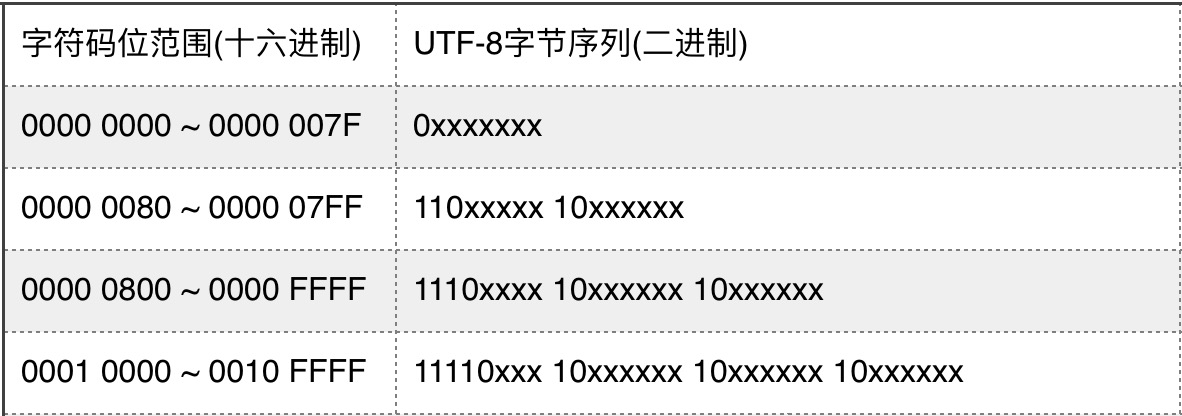 字符码位范围(十六进制) UTF-8字节序列(二进制)
0000 0000 ~ 0000 007F 0xxxxxxx
0000 0080 ~ 0000 07FF 110xxxxx 10xxxxxx
0000 0800 ~ 0000 FFFF 1110xxxx 10xxxxxx 10xxxxxx
0001 0000 ~ 0010 FFFF 11110xxx 10xxxxxx 10xxxxxx 10xxxxxx